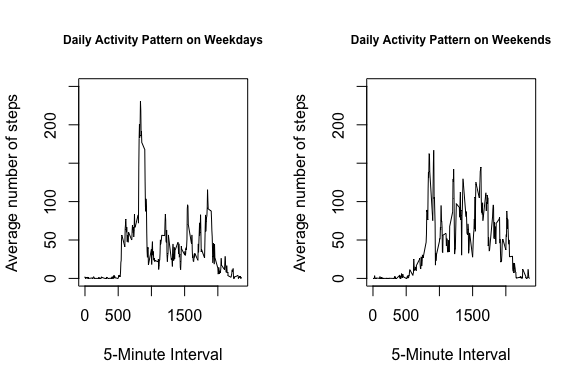 Daily Activity Pattern on Weekdays
Average number of steps
200
100
50
0
0 500 1500
5-Minute Interval
Daily Activity Pattern on Weekends
Average number of steps
200
100
50
0
0 500 1500
5-Minute Interval